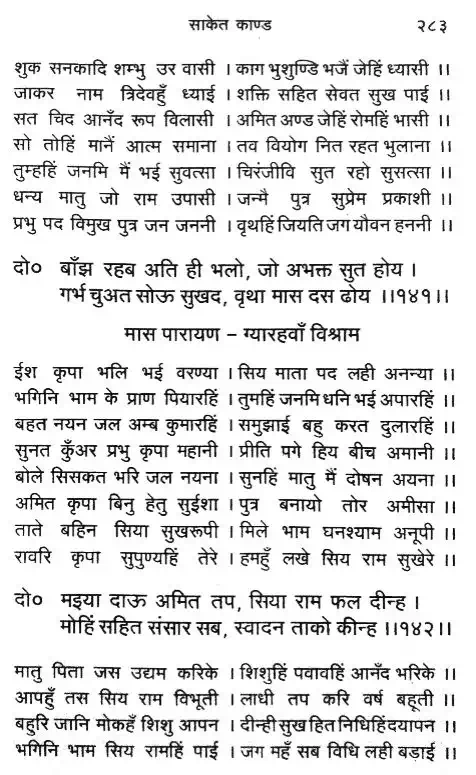 साकेत काण्ड २८३
शुक सनकादि शम्भु उर वासी । काग भुशुण्डि भजैं जेहिं ध्यासी ।।
जाकर नाम त्रिदेवहुँ ध्याई । शक्ति सहित सेवत सुख पाई ।।
सत चिद आनँद रूप विलासी । अमित अण्ड जेहिं रोमहिं भासी ।।
सो तोहिं मानैं आत्म समाना । तव वियोग नित रहत भुलाना ।।
तुम्हहिं जनमि मैं भई सुवत्सा । चिरंजीवि सुत रहो सुसत्सा ।।
धन्य मातु जो राम उपासी । जन्मै पुत्र सुप्रेम प्रकाशी ।।
प्रभु पद विमुख पुत्र जन जननी । वृथहिं जियति जग यौवन हननी ।।
दो० बाँझ रहब अति ही भलो, जो अभक्त सुत होय ।
गर्भ चुअत सोऊ सुखद, वृथा मास दस ढोय ।।१४१।।
मास पारायण – ग्यारहवाँ विश्राम
ईश कृपा भलि भई वरण्या । सिय माता पद लही अनन्या ।।
भगिनि भाम के प्राण पियारहिं । तुमहिं जनमि धनि भई अपारहिं ।।
बहत नयन जल अम्ब कुमारहिं । समुझाई बहु करत दुलारहिं ।।
सुनत कुँअर प्रभु कृपा महानी । प्रीति पगे हिय बीच अमानी ।।
बोले सिसकत भरि जल नयना । सुनहिं मातु मैं दोषन अयना ।।
अमित कृपा बिनु हेतु सुईशा । पुत्र बनायो तोर अमीसा ।।
ताते बहिन सिया सुखरूपी । मिले भाम घनश्याम अनूपी ।।
रावरि कृपा सुपुण्यहिं तेरे । हमहुँ लखे सिय राम सुखेरे ।।
दो० मइया दाऊ अमित तप, सिया राम फल दीन्ह ।
मोहिं सहित संसार सब, स्वादन ताको कीन्ह ।।१४२।।
मातु पिता जस उद्यम करिके । शिशुहिं पवावहिं आनँद भरिके ।।
आपहुँ तस सिय राम विभूती । लाधी तप करि वर्ष बहूती ।।
बहुरि जानि मोकहँ शिशु आपन । दीन्ही सुख हित निधिहिं दयापन ।।
भगिनि भाम सिय रामहिं पाई । जग महँ सब विधि लही बड़ाई ।।